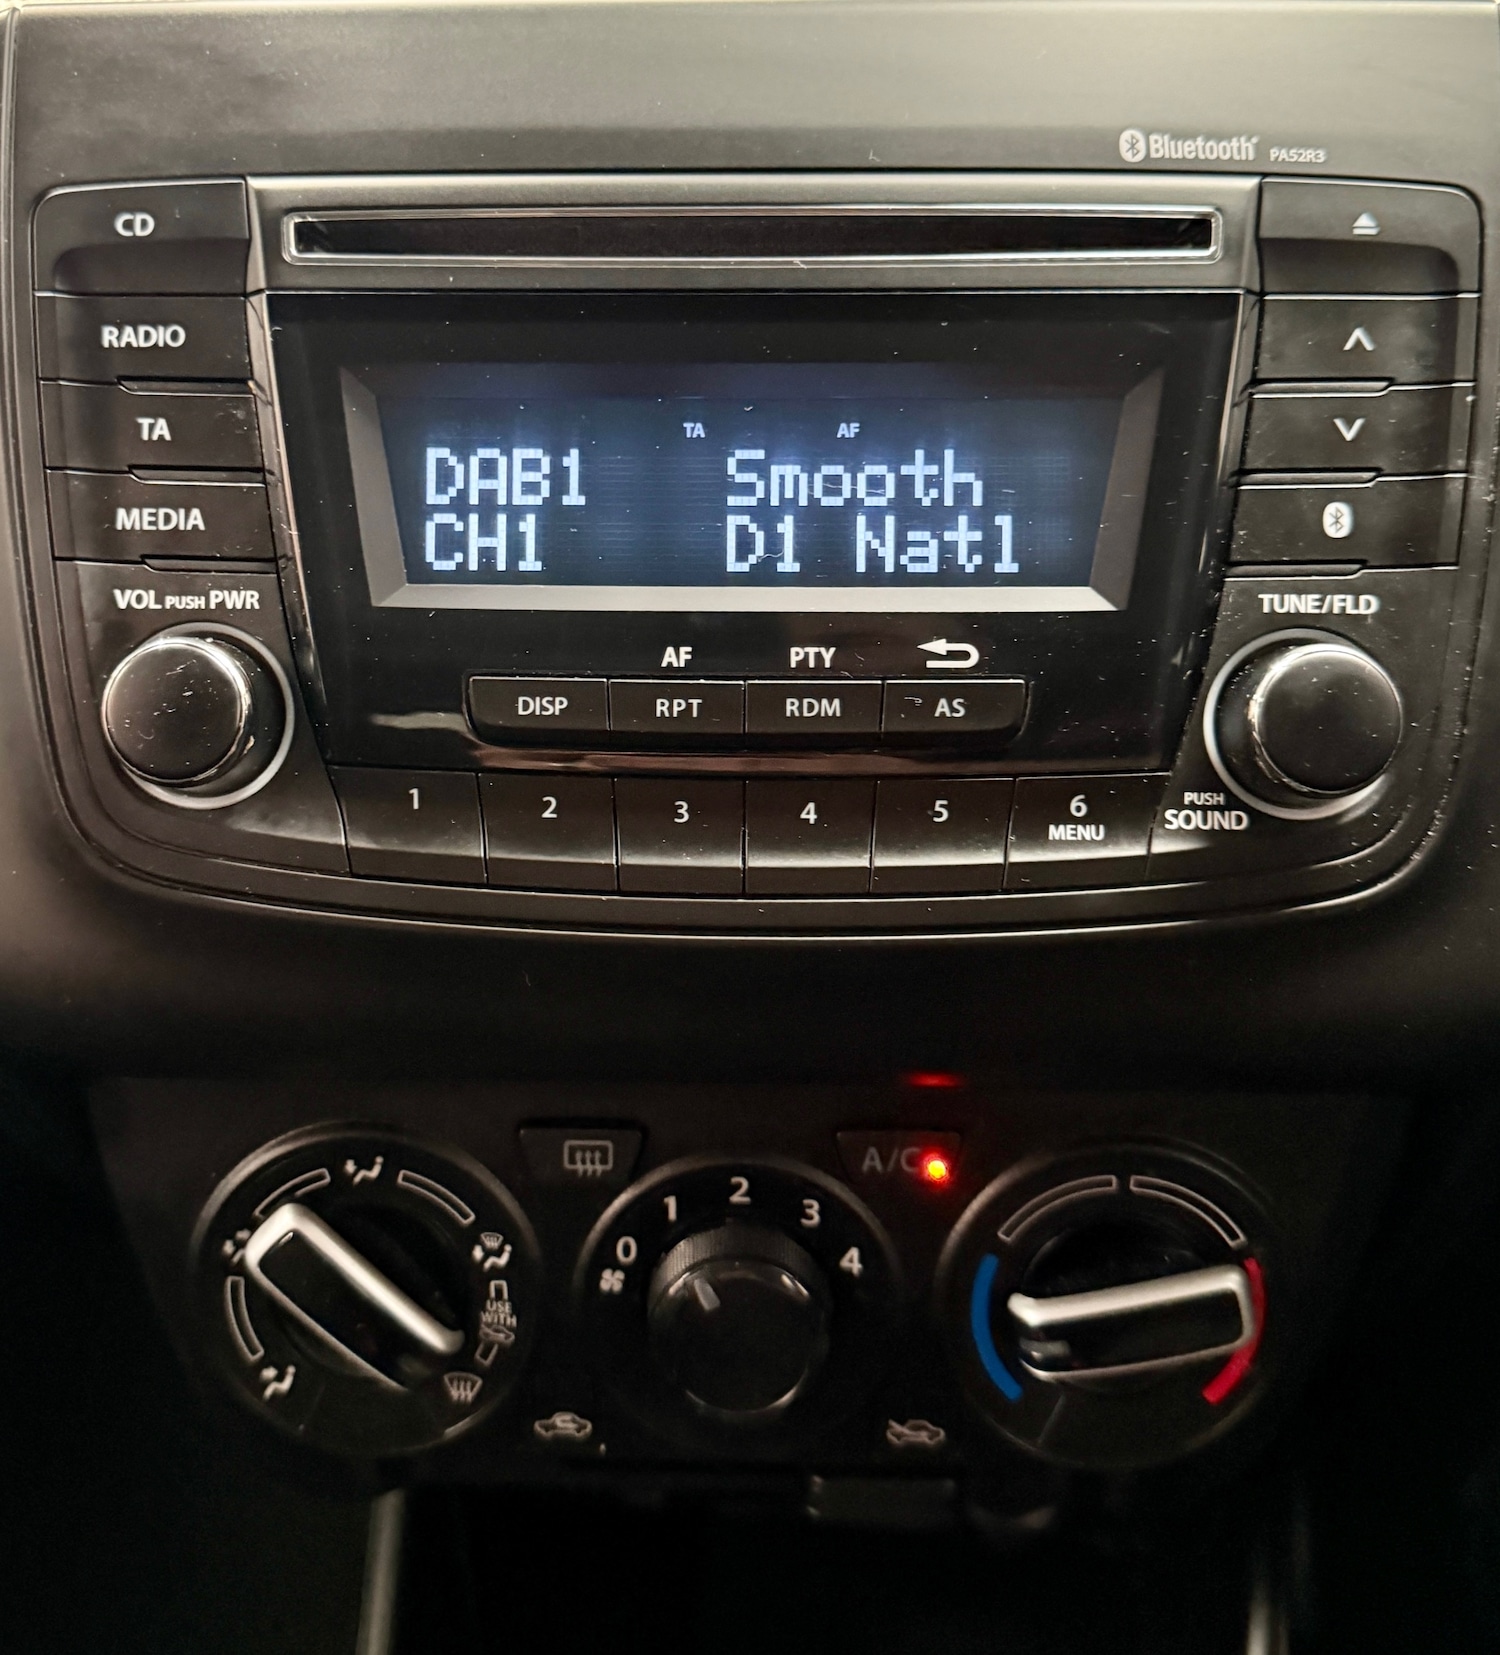 Bluetooth PA52R3
CD
RADIO
TA
MEDIA
VOL PUSH PWR
TA AF
DAB1 Smooth
CH1 D1 Natl
TUNE/FLD
AF PTY
DISP RPT RDM AS
1 2 3 4 5 6
MENU
PUSH
SOUND
A/C
0 1 2 3 4
USE
WITH